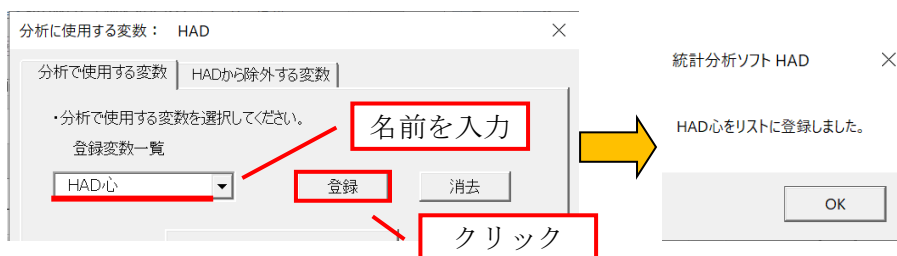 分析に使用する変数： HAD
分析で使用する変数
HADから除外する変数
・分析で使用する変数を選択してください。
登録変数一覧
HAD心
登録
消去
名前を入力
クリック
統計分析ソフト HAD
HAD心をリストに登録しました。
OK